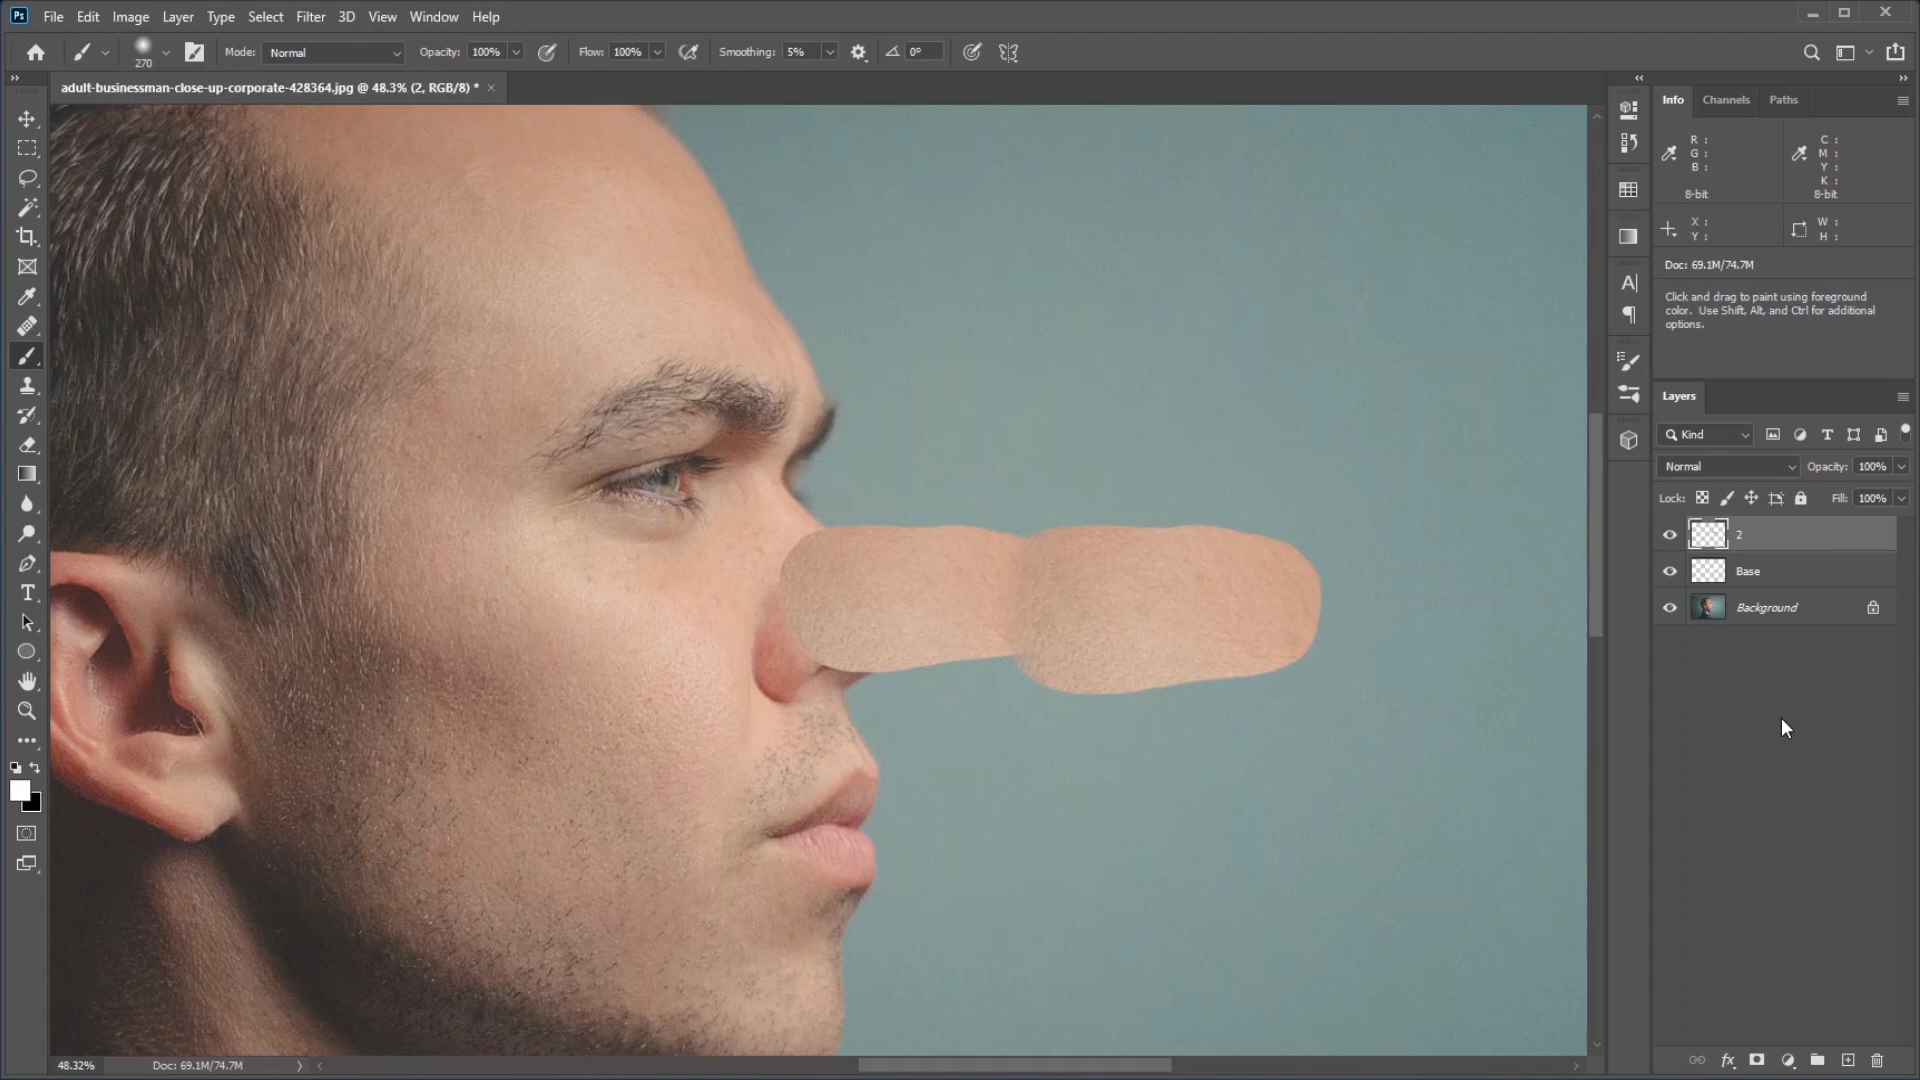 Ps File Edit Image Layer Type Select Filter 3D View Window Help
270 Mode: Normal Opacity: 100% Flow: 100% Smoothing: 5% 0°
adult-businessman-close-up-corporate-428364.jpg @ 48.3% (2, RGB/8) *
Info Channels Paths
R : C :
G : M :
B : Y :
K :
8-bit 8-bit
X : W :
Y : H :
Doc: 69.1M/74.7M
Click and drag to paint using foreground
color. Use Shift, Alt, and Ctrl for additional
options.
Layers
Kind
Normal Opacity: 100%
Lock: Fill: 100%
2
Base
Background
48.32% Doc: 69.1M/74.7M
fx